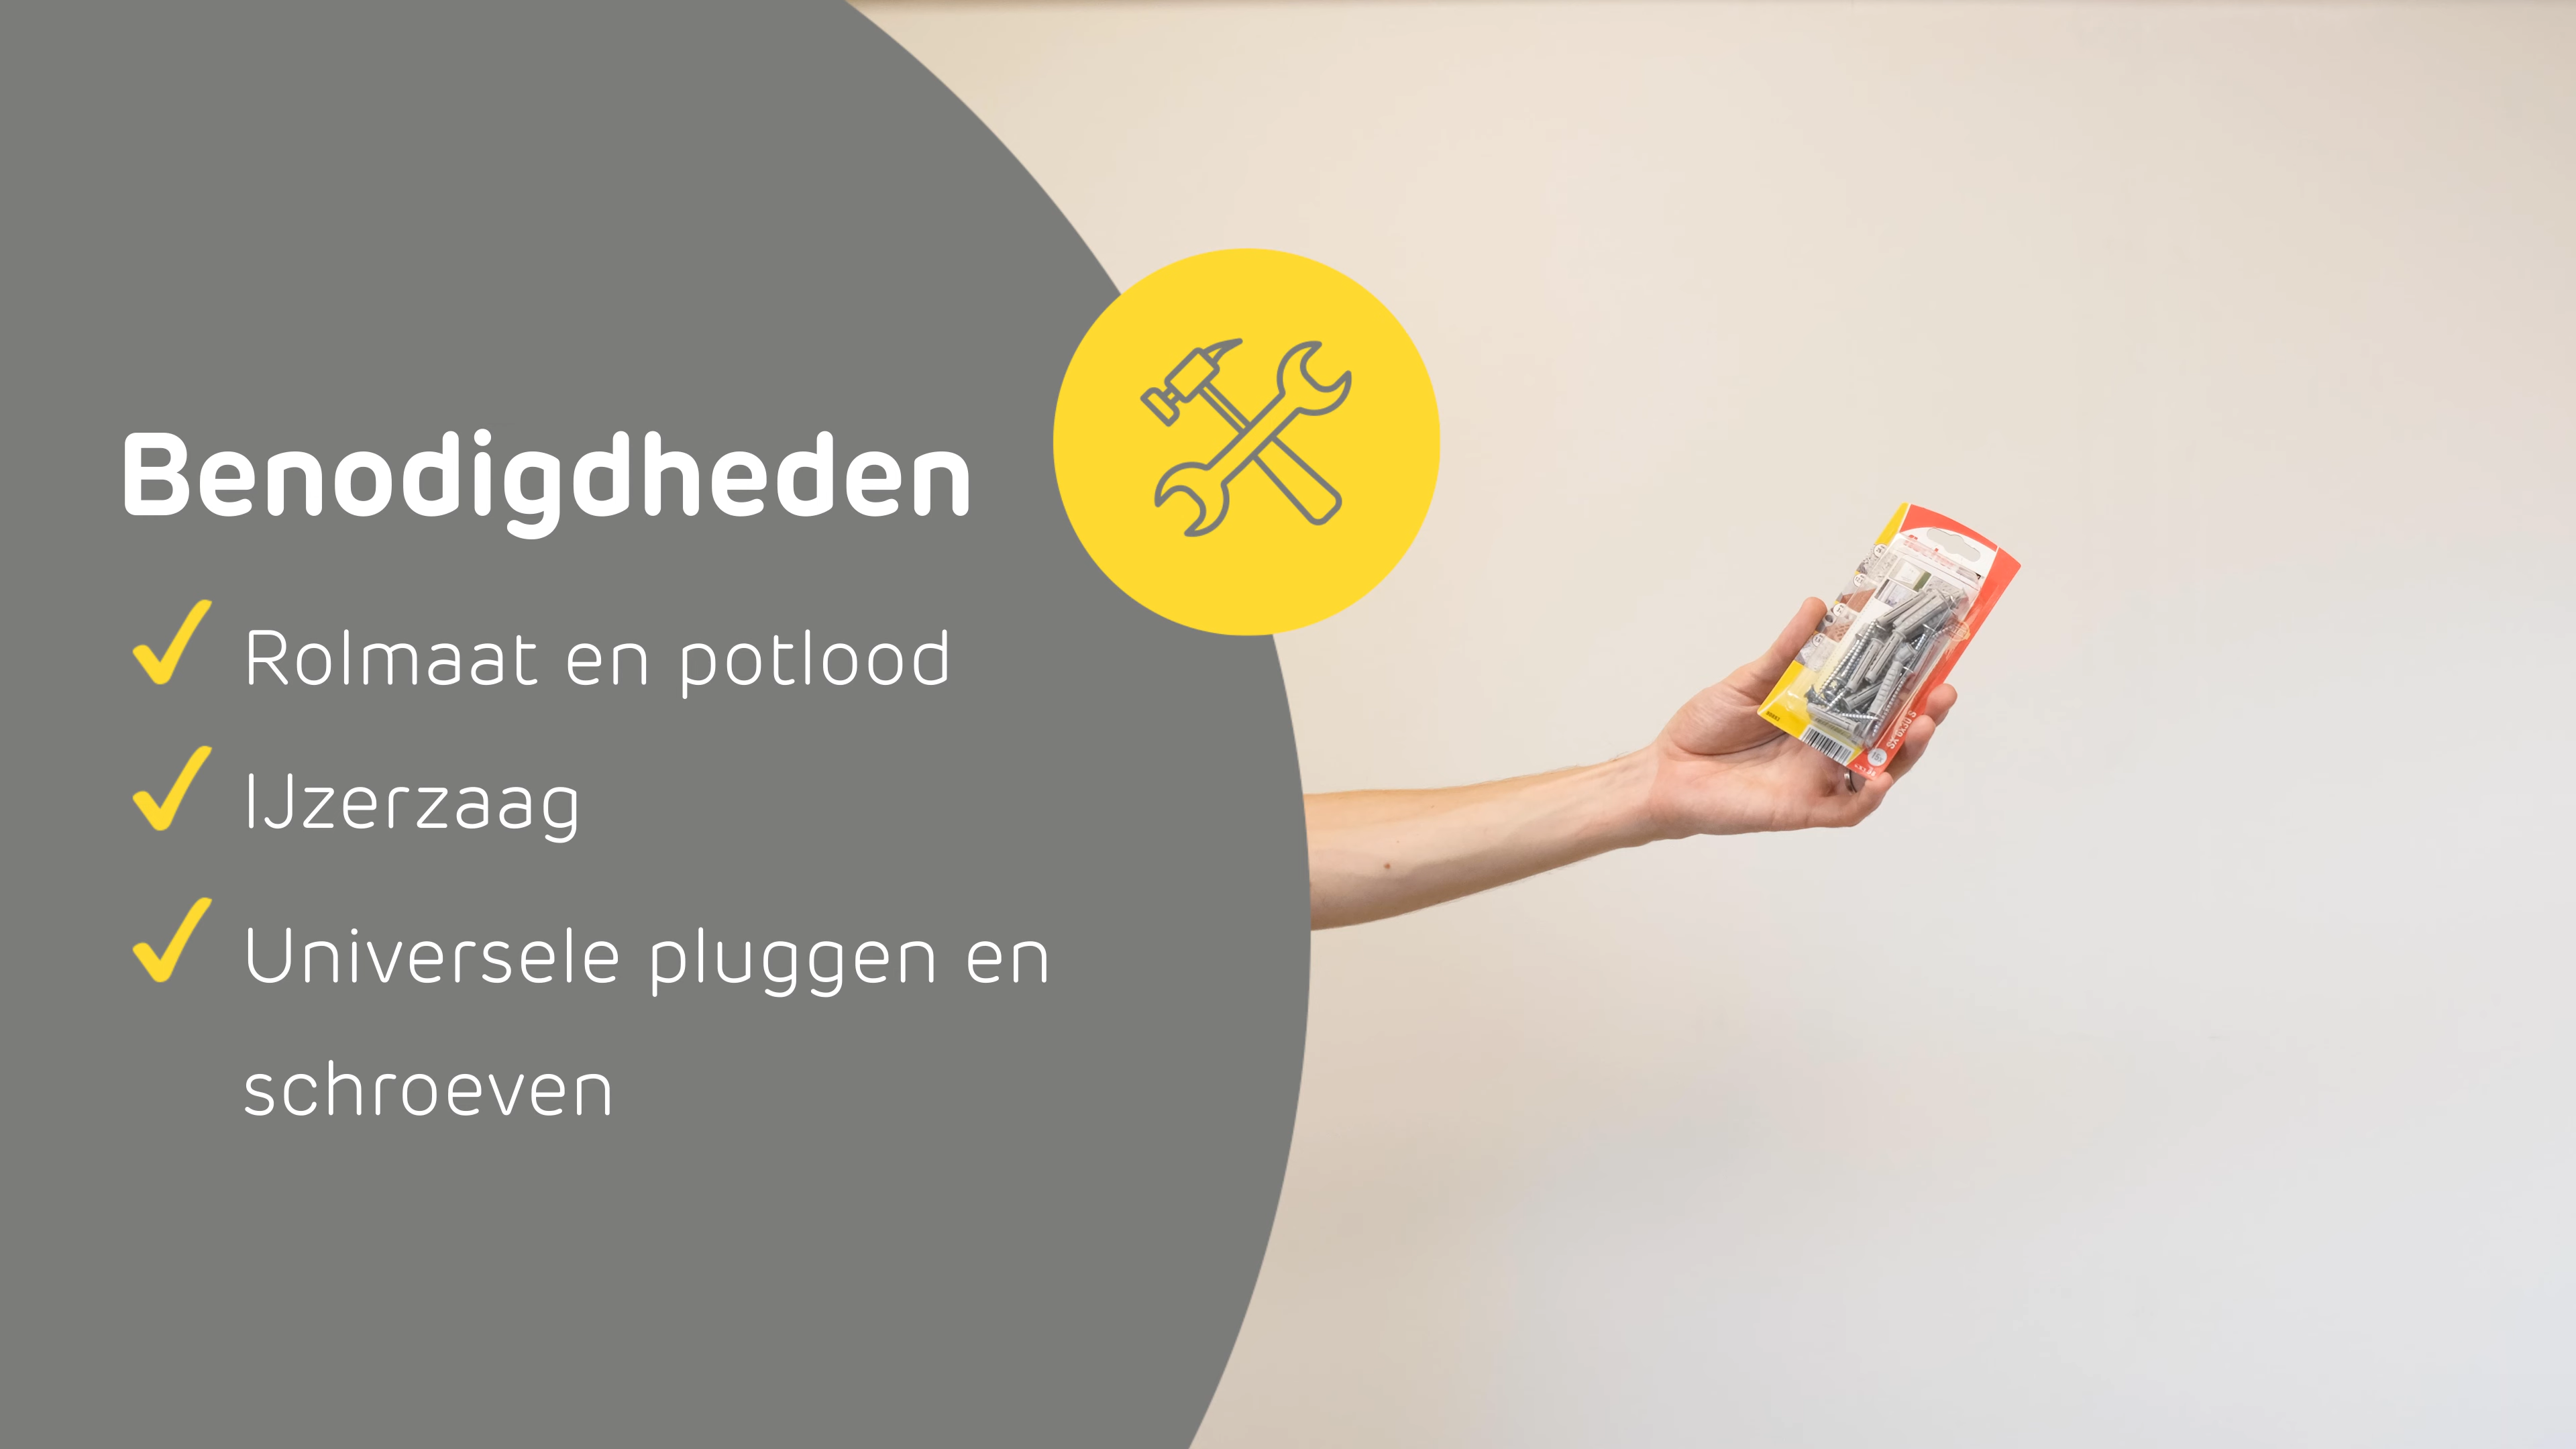 Benodigdheden
Rolmaat en potlood
IJzerzaag
Universele pluggen en
schroeven